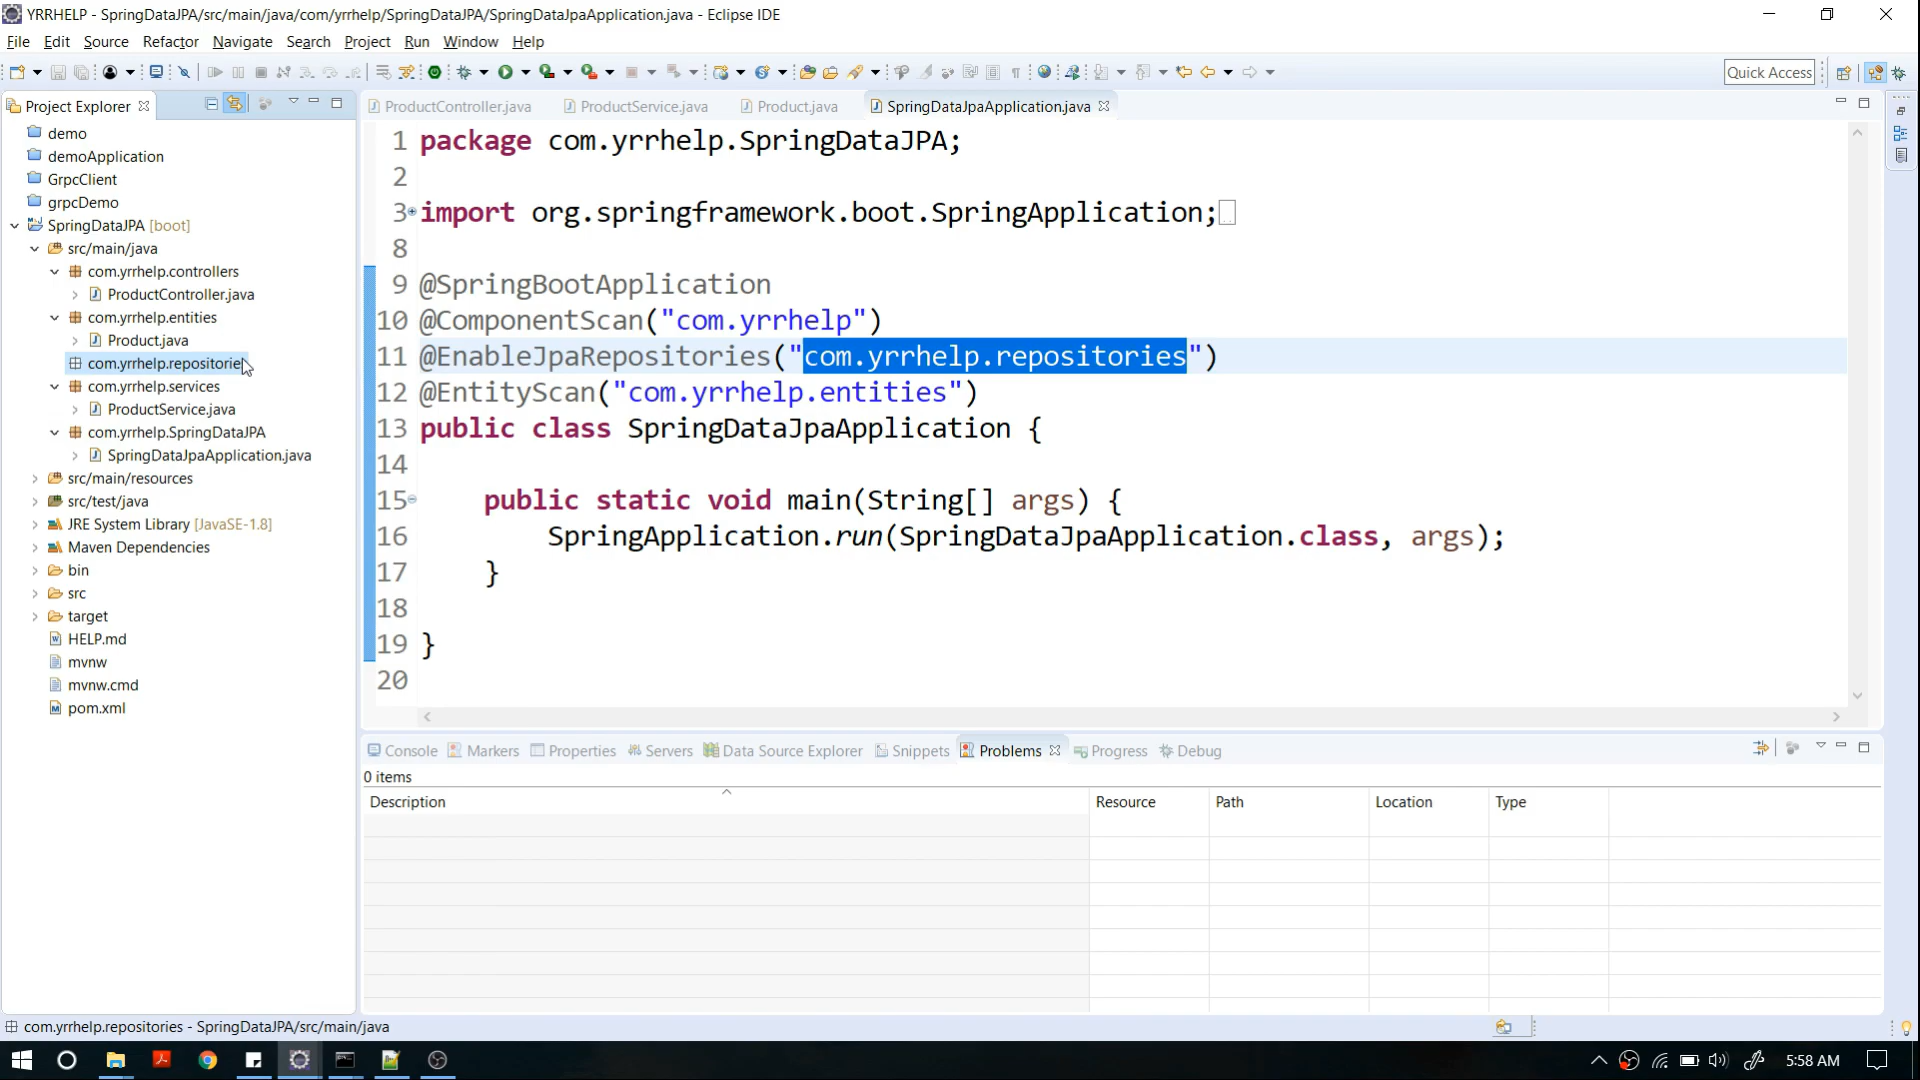 YRRHELP - SpringDataJPA/src/main/java/com/yrrhelp/SpringDataJPA/SpringDataJpaApplication.java - Eclipse IDE
File Edit Source Refactor Navigate Search Project Run Window Help
Quick Access
Project Explorer
ProductController.java ProductService.java Product.java SpringDataJpaApplication.java
demo
demoApplication
GrpcClient
grpcDemo
SpringDataJPA [boot]
src/main/java
com.yrrhelp.controllers
ProductController.java
com.yrrhelp.entities
Product.java
com.yrrhelp.repositories
com.yrrhelp.services
ProductService.java
com.yrrhelp.SpringDataJPA
SpringDataJpaApplication.java
src/main/resources
src/test/java
JRE System Library [JavaSE-1.8]
Maven Dependencies
bin
src
target
HELP.md
mvnw
mvnw.cmd
pom.xml
1 package com.yrrhelp.SpringDataJPA;
2
3 import org.springframework.boot.SpringApplication;
8
9 @SpringBootApplication
10 @ComponentScan("com.yrrhelp")
11 @EnableJpaRepositories("com.yrrhelp.repositories")
12 @EntityScan("com.yrrhelp.entities")
13 public class SpringDataJpaApplication {
14
15 public static void main(String[] args) {
16 SpringApplication.run(SpringDataJpaApplication.class, args);
17 }
18
19 }
20
Console Markers Properties Servers Data Source Explorer Snippets Problems Progress Debug
0 items
Description Resource Path Location Type
com.yrrhelp.repositories - SpringDataJPA/src/main/java
5:58 AM